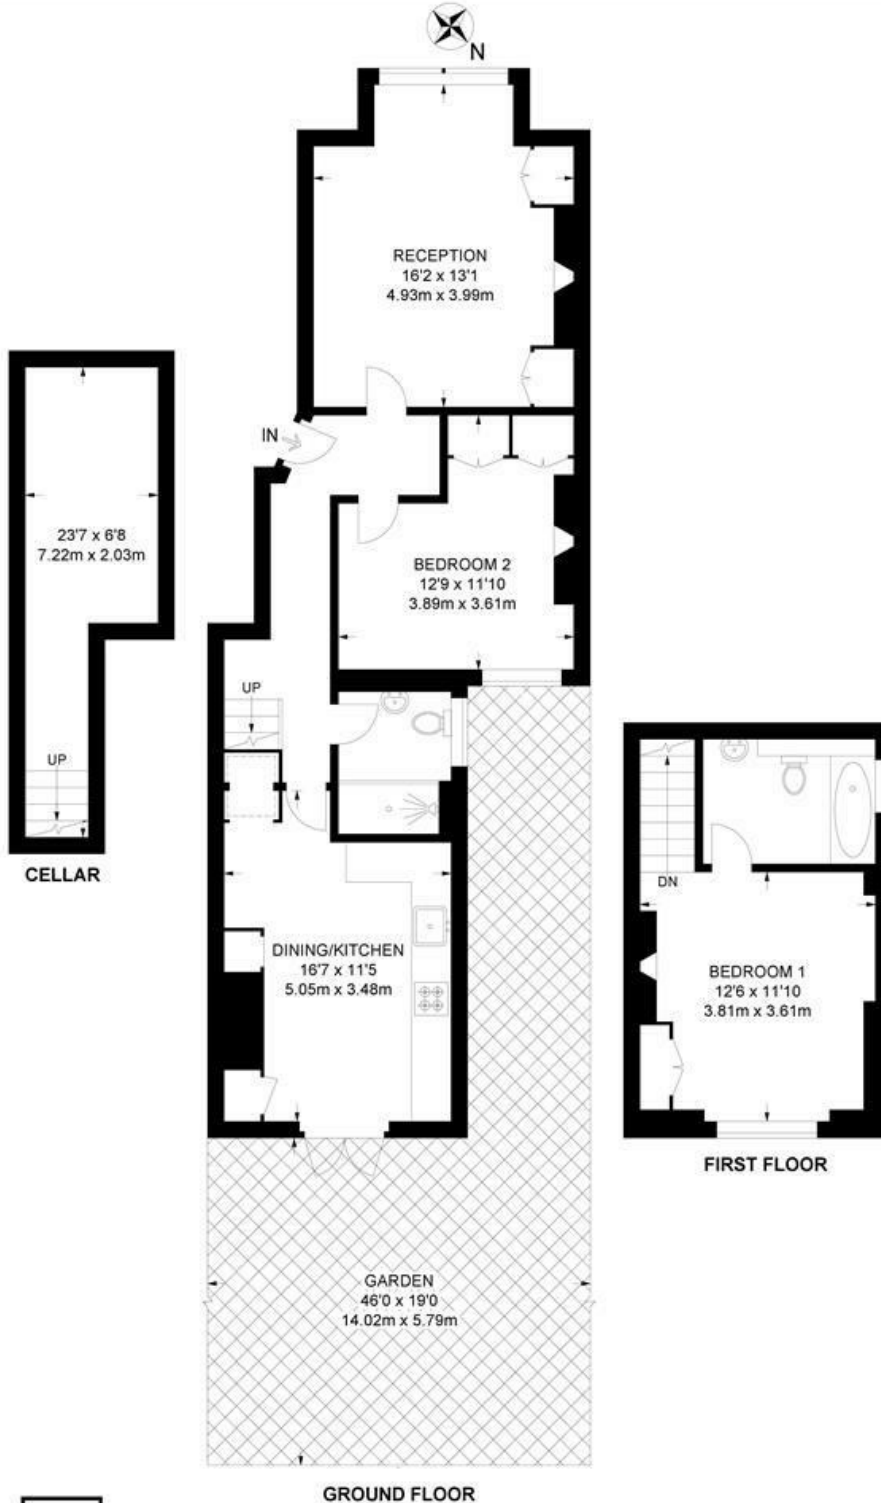 N
RECEPTION
16'2 x 13'1
4.93m x 3.99m
IN
23'7 x 6'8
7.22m x 2.03m
UP
CELLAR
BEDROOM 2
12'9 x 11'10
3.89m x 3.61m
UP
DINING/KITCHEN
16'7 x 11'5
5.05m x 3.48m
DN
BEDROOM 1
12'6 x 11'10
3.81m x 3.61m
FIRST FLOOR
GARDEN
46'0 x 19'0
14.02m x 5.79m
GROUND FLOOR